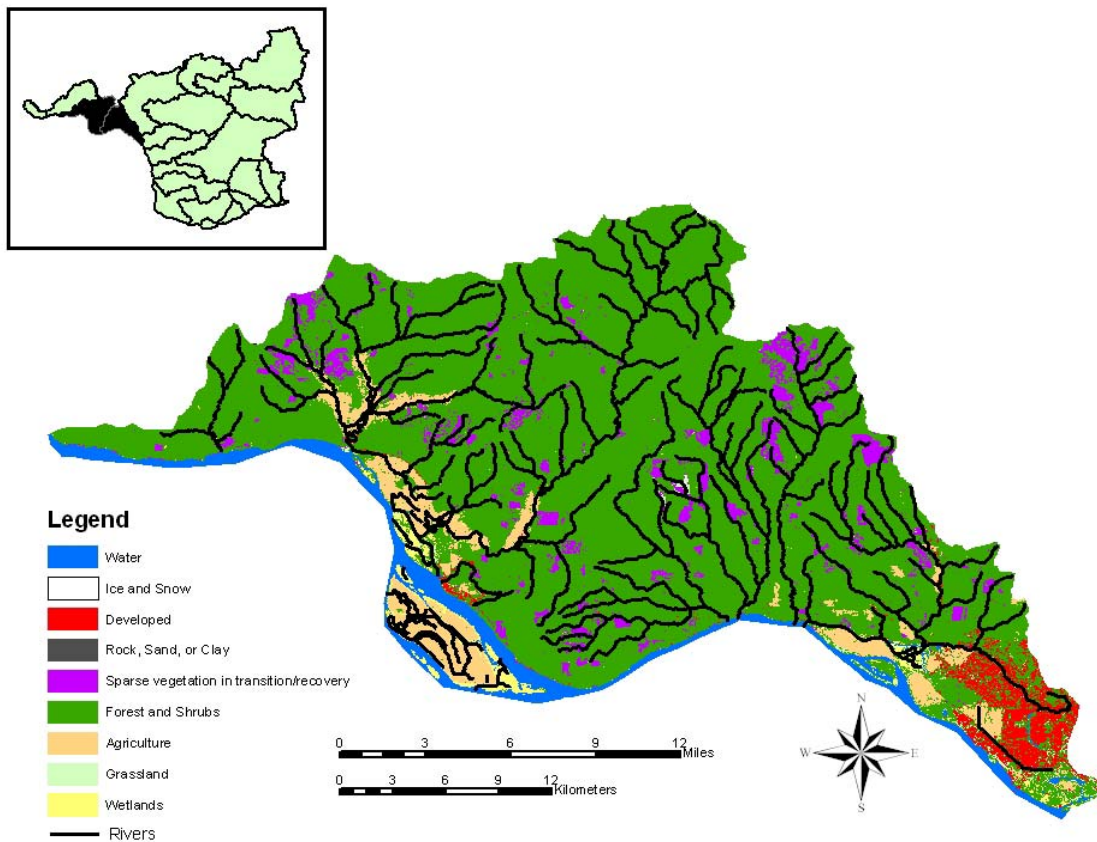 Legend
Water
Ice and Snow
Developed
Rock, Sand, or Clay
Sparse vegetation in transition/recovery
Forest and Shrubs
Agriculture
Grassland
Wetlands
Rivers
0 3 6 9 12
Miles
0 3 6 9 12
Kilometers
N
W E
S